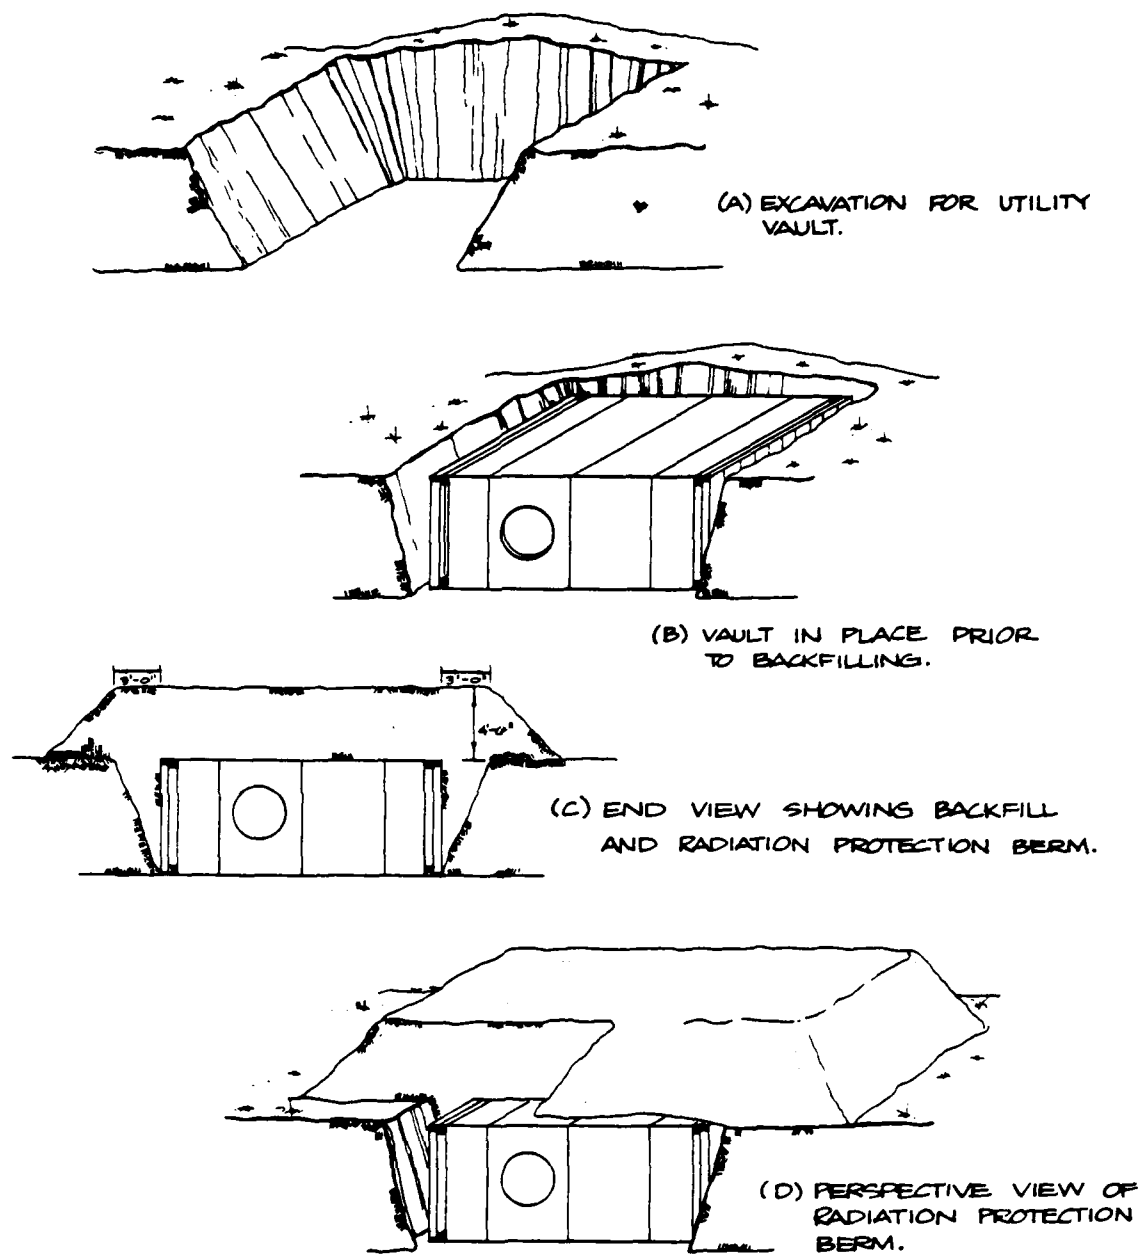 (A) EXCAVATION FOR UTILITY
VAULT.
(B) VAULT IN PLACE PRIOR
TO BACKFILLING.
3'-0" 3'-0"
4'-0"
(C) END VIEW SHOWING BACKFILL
AND RADIATION PROTECTION BERM.
(D) PERSPECTIVE VIEW OF
RADIATION PROTECTION
BERM.